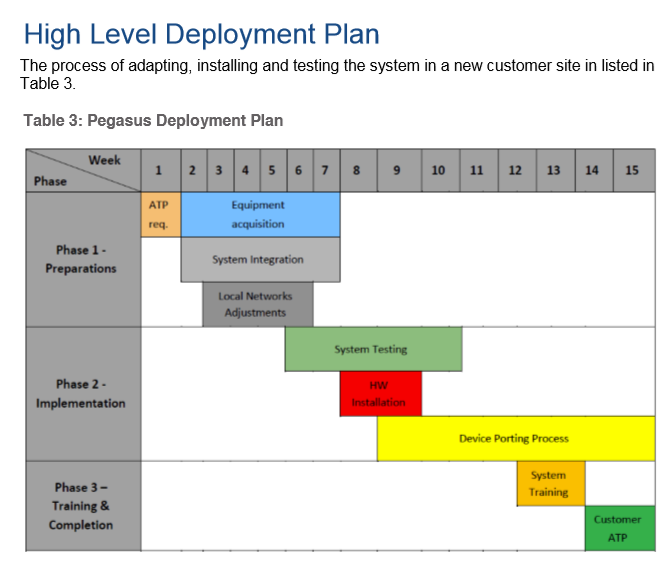 High Level Deployment Plan
The process of adapting, installing and testing the system in a new customer site in listed in
Table 3.
Table 3: Pegasus Deployment Plan
Week
Phase
1 2 3 4 5 6 7 8 9 10 11 12 13 14 15
Phase 1 -
Preparations
ATP
req.
Equipment
acquisition
System Integration
Local Networks
Adjustments
Phase 2 -
Implementation
System Testing
HW
Installation
Device Porting Process
Phase 3 –
Training &
Completion
System
Training
Customer
ATP